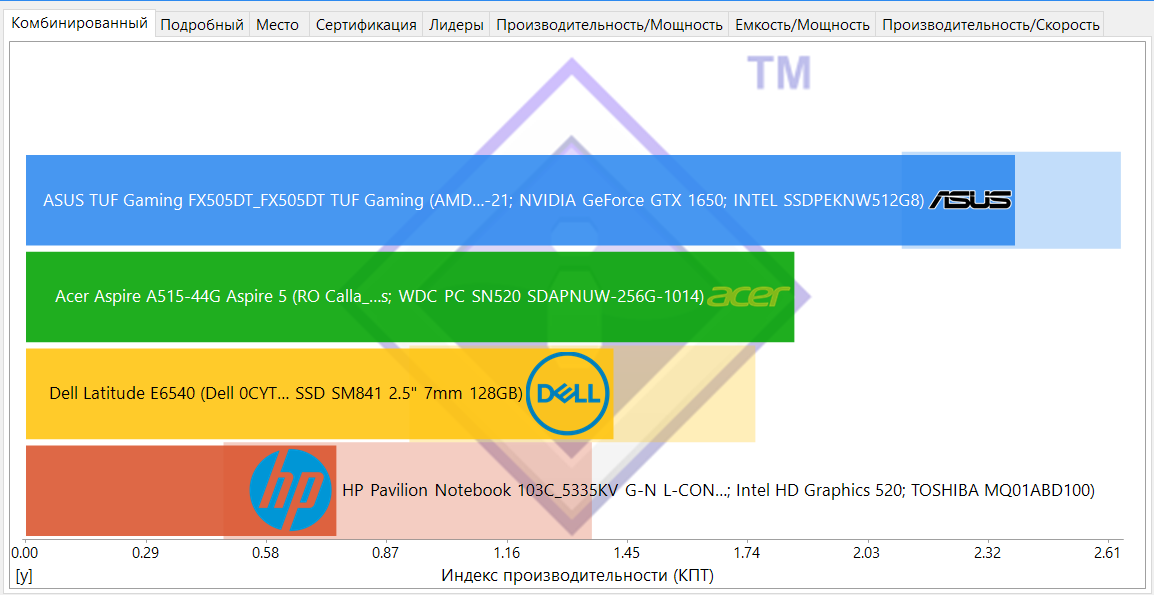 Комбинированный Подробный Место Сертификация Лидеры Производительность/Мощность Емкость/Мощность Производительность/Скорость
TM
ASUS TUF Gaming FX505DT_FX505DT TUF Gaming (AMD...-21; NVIDIA GeForce GTX 1650; INTEL SSDPEKNW512G8) ASUS
Acer Aspire A515-44G Aspire 5 (RO Calla_...s; WDC PC SN520 SDAPNUW-256G-1014) acer
Dell Latitude E6540 (Dell 0CYT... SSD SM841 2.5" 7mm 128GB) DELL
hp HP Pavilion Notebook 103C_5335KV G-N L-CON...; Intel HD Graphics 520; TOSHIBA MQ01ABD100)
0.00 0.29 0.58 0.87 1.16 1.45 1.74 2.03 2.32 2.61
[y] Индекс производительности (КПТ)